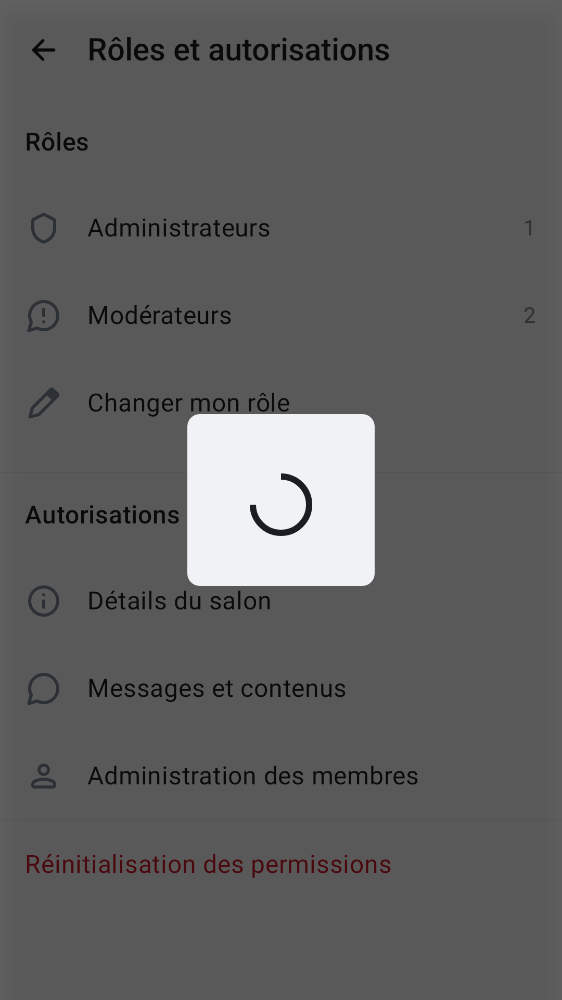 Rôles et autorisations
Rôles
Administrateurs 1
Modérateurs 2
Changer mon rôle
Autorisations
Détails du salon
Messages et contenus
Administration des membres
Réinitialisation des permissions